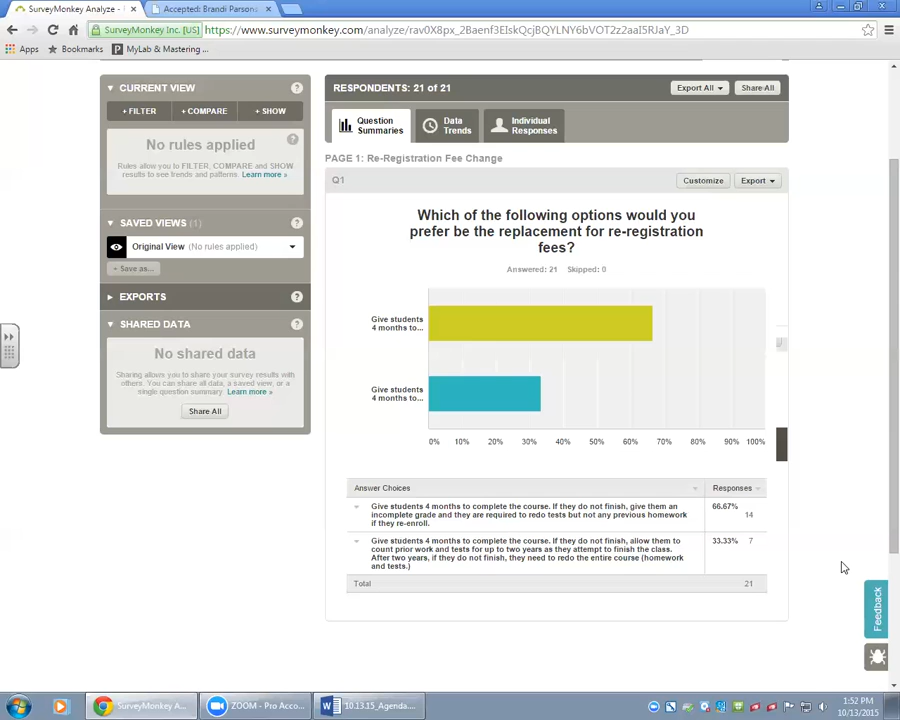 SurveyMonkey Analyze -
Accepted: Brandi Parsons
SurveyMonkey Inc. [US]
https://www.surveymonkey.com/analyze/rav0X8px_2Baenf3EIskQcjBQYLNY6bVOT2z2aaI5RJaY_3D
Apps
Bookmarks
MyLab & Mastering ...
CURRENT VIEW
+ FILTER
+ COMPARE
+ SHOW
No rules applied
Rules allow you to FILTER, COMPARE and SHOW
results to see trends and patterns. Learn more »
SAVED VIEWS (1)
Original View (No rules applied)
+ Save as...
EXPORTS
SHARED DATA
No shared data
Sharing allows you to share your survey results with
others. You can share all data, a saved view, or a
single question summary. Learn more »
Share All
RESPONDENTS: 21 of 21
Export All
Share All
Question
Summaries
Data
Trends
Individual
Responses
PAGE 1: Re-Registration Fee Change
Q1
Customize
Export
Which of the following options would you
prefer be the replacement for re-registration
fees?
Answered: 21 Skipped: 0
Give students
4 months to...
Give students
4 months to...
0% 10% 20% 30% 40% 50% 60% 70% 80% 90% 100%
Answer Choices
Responses
Give students 4 months to complete the course. If they do not finish, give them an
incomplete grade and they are required to redo tests but not any previous homework
if they re-enroll.
66.67%
14
Give students 4 months to complete the course. If they do not finish, allow them to
count prior work and tests for up to two years as they attempt to finish the class.
After two years, if they do not finish, they need to redo the entire course (homework
and tests.)
33.33% 7
Total
21
Feedback
SurveyMonkey A...
ZOOM - Pro Acco...
10.13.15_Agenda....
1:52 PM
10/13/2015